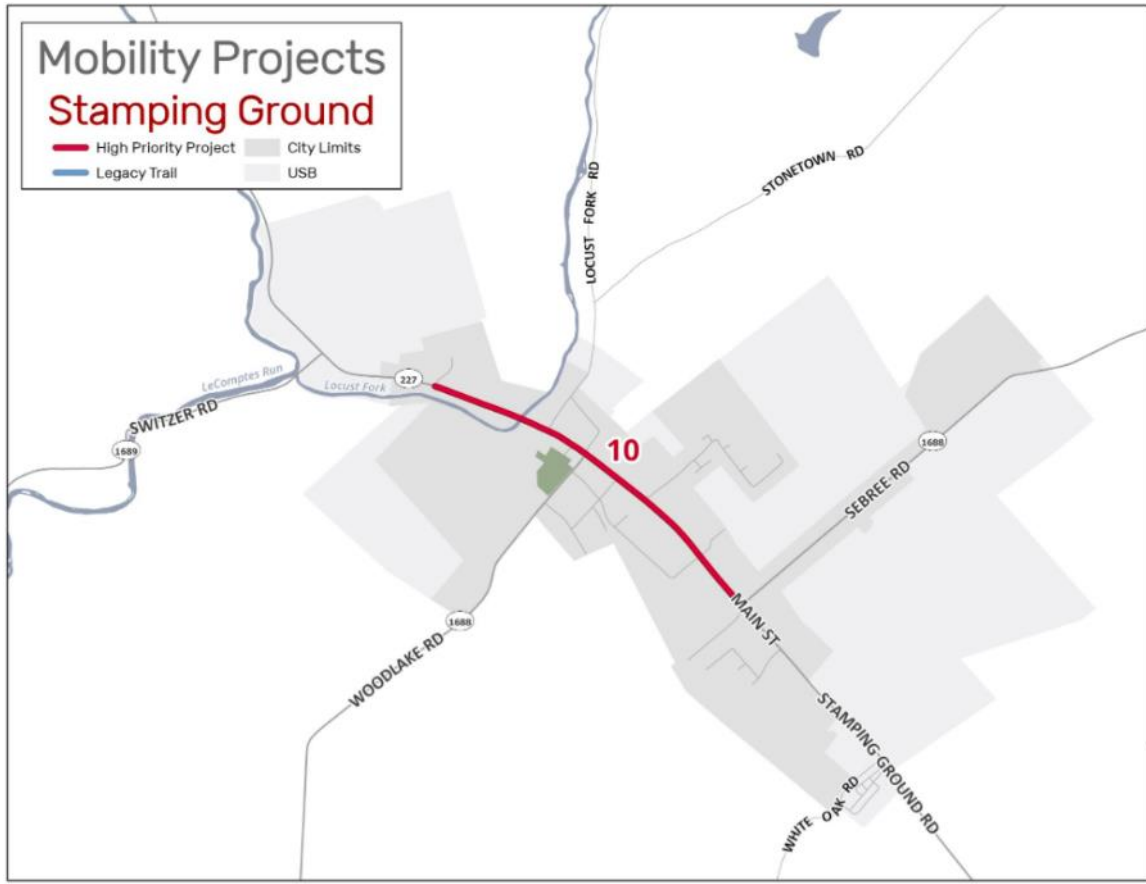 Mobility Projects
Stamping Ground
High Priority Project
City Limits
Legacy Trail
USB
STONETOWN RD
LOCUST FORK RD
LeComptes Run
Locust Fork
227
SWITZER RD
1689
10
1688
SEBREE RD
MAIN ST
1688
WOODLAKE RD
STAMPING GROUND RD
WHITE OAK RD